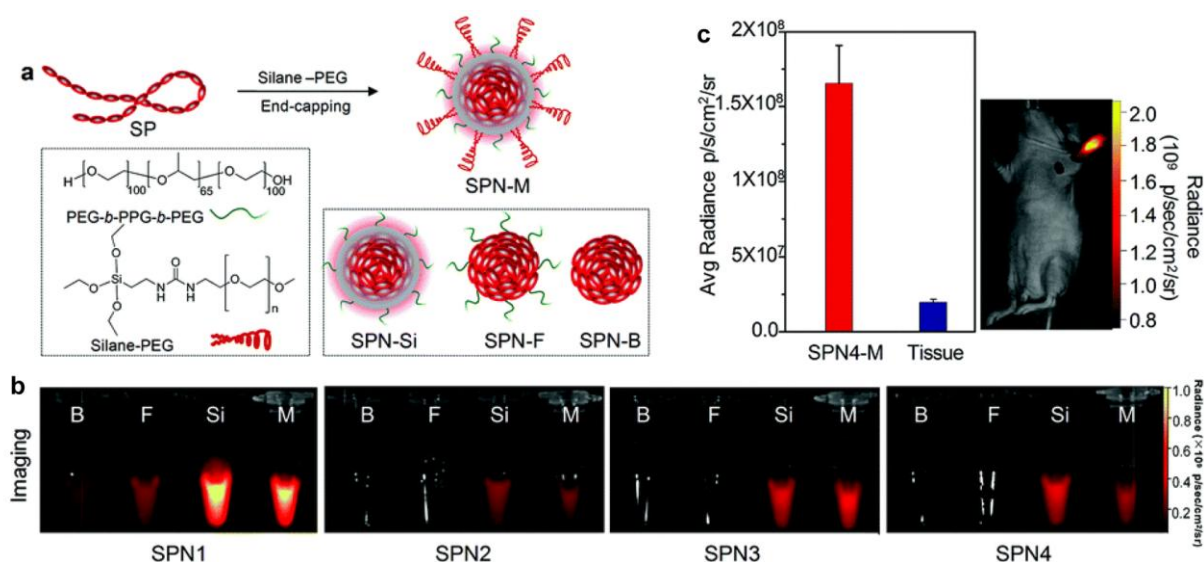 a
SP
Silane –PEG
End-capping
SPN-M
H
O
100
O
65
O
100
OH
PEG-b-PPG-b-PEG
O
O
Si
O
N
H
O
N
H
O
n
O
Silane-PEG
SPN-Si
SPN-F
SPN-B
c
Avg Radiance p/s/cm²/sr
2X10⁸
1.5X10⁸
1X10⁸
5X10⁷
0.0
SPN4-M
Tissue
2.0
1.8
1.6
1.4
1.2
1.0
0.8
Radiance
(10⁹ p/sec/cm²/sr)
b
Imaging
B F Si M
SPN1
B F Si M
SPN2
B F Si M
SPN3
B F Si M
SPN4
1.0
0.8
0.6
0.4
0.2